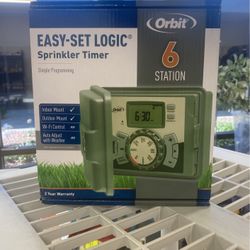 Orbit®
EASY-SET LOGIC®
Sprinkler Timer
Simple Programming
6
STATION
Indoor Mount
Outdoor Mount
Wi-Fi Control
Auto Adjust
with Weather
Orbit
6:30
2 Year Warranty